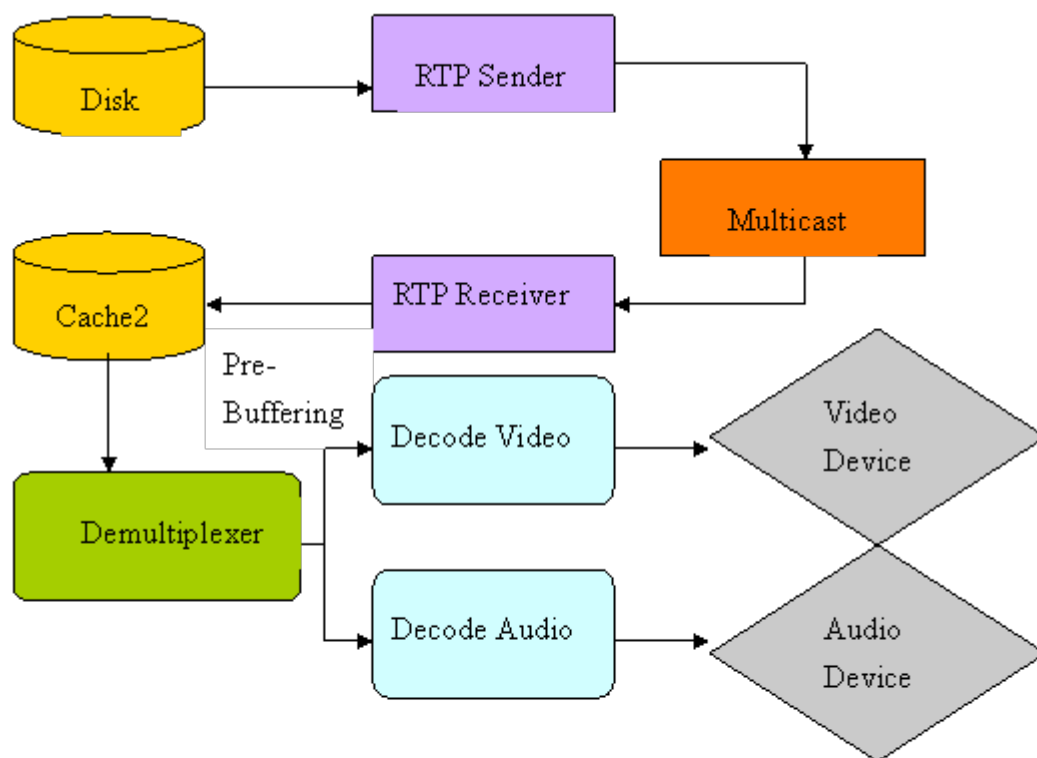 Disk
RTP Sender
Multicast
Cache2
RTP Receiver
Pre-
Buffering
Decode Video
Video
Device
Demultiplexer
Decode Audio
Audio
Device